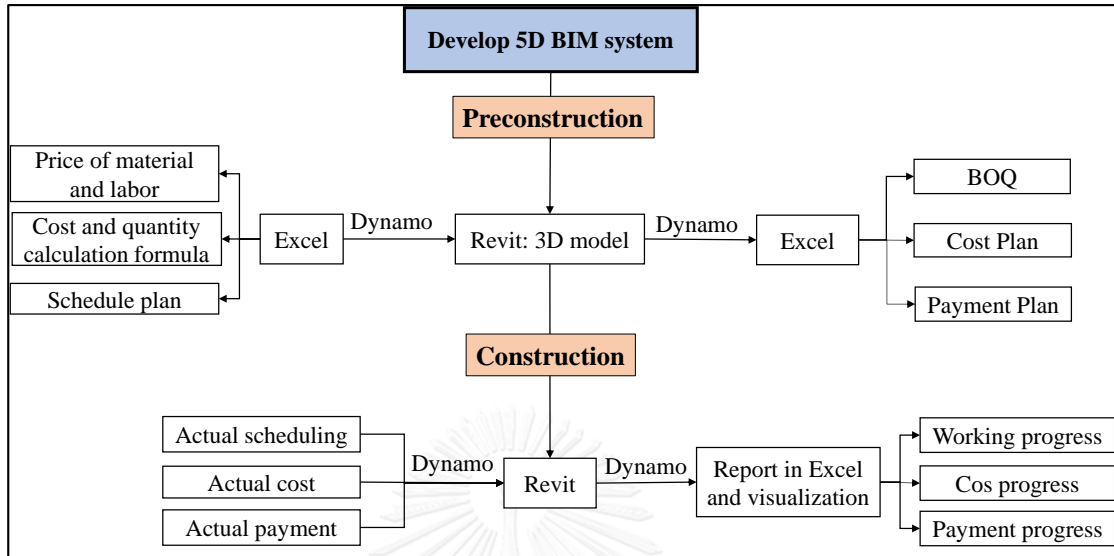 Develop 5D BIM system
Preconstruction
Price of material
and labor
Cost and quantity
calculation formula
Schedule plan
Excel
Dynamo
Revit: 3D model
Dynamo
Excel
BOQ
Cost Plan
Payment Plan
Construction
Actual scheduling
Actual cost
Actual payment
Dynamo
Revit
Dynamo
Report in Excel
and visualization
Working progress
Cos progress
Payment progress